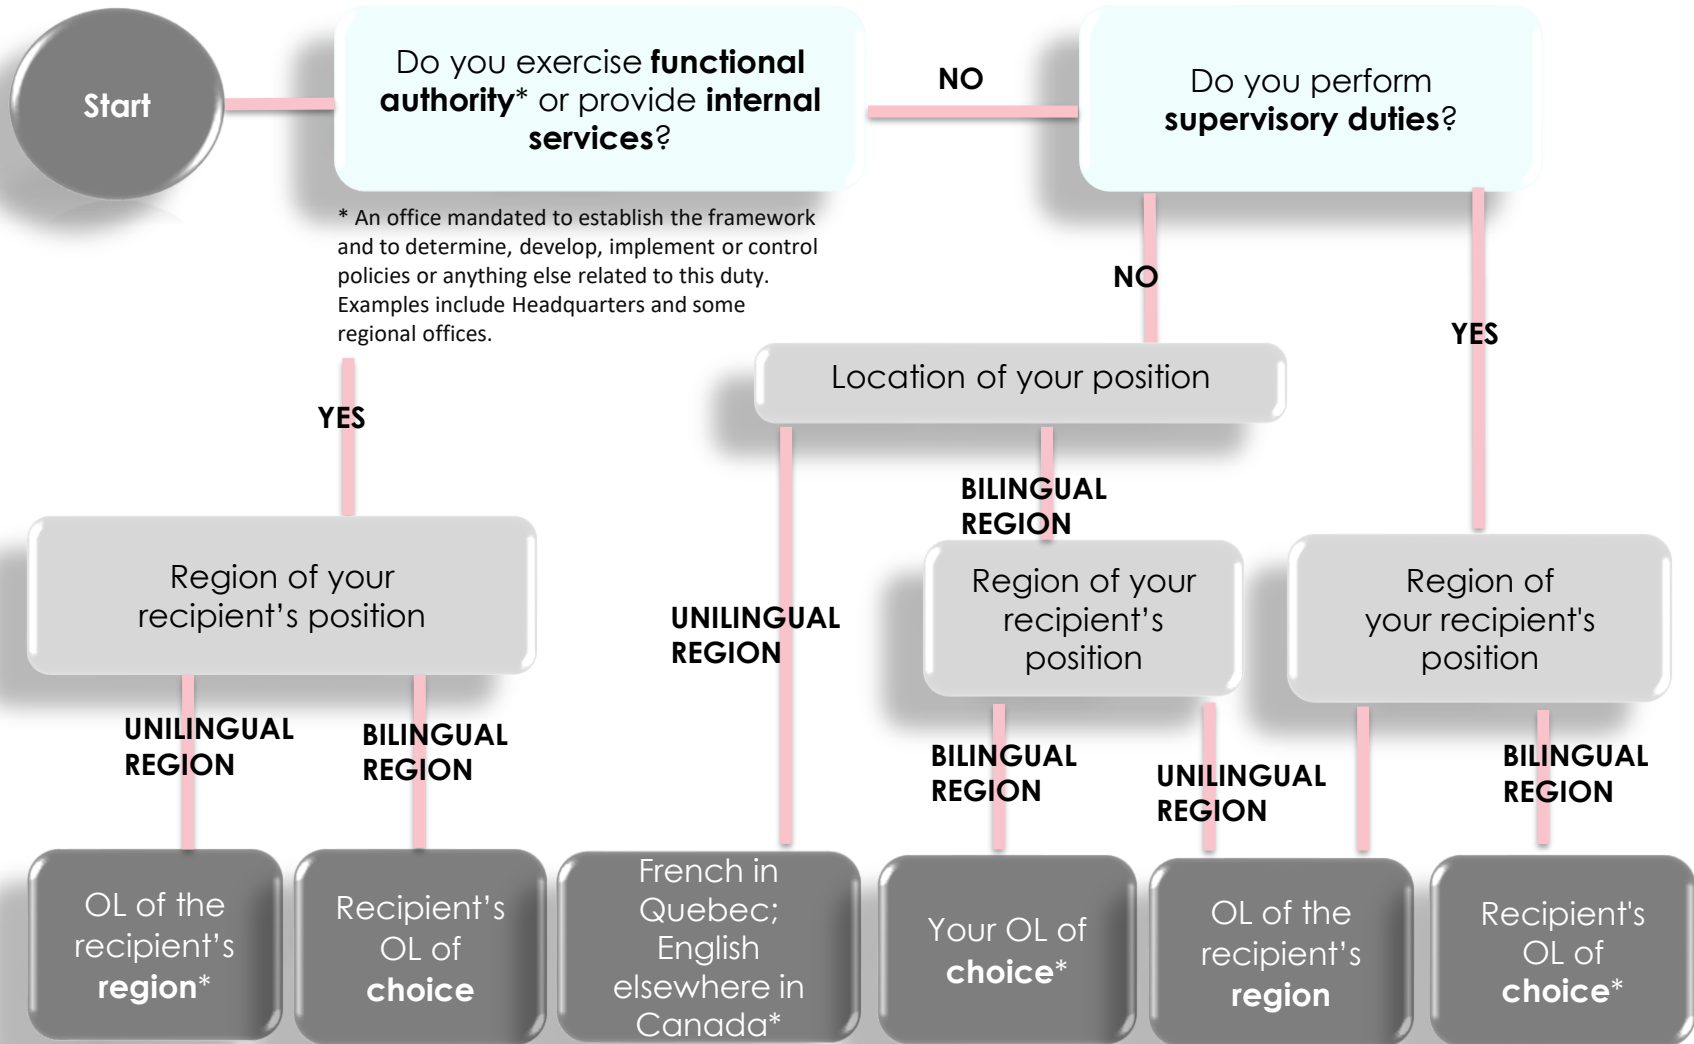 Start
Do you exercise functional
authority* or provide internal
services?
NO
Do you perform
supervisory duties?
* An office mandated to establish the framework
and to determine, develop, implement or control
policies or anything else related to this duty.
Examples include Headquarters and some
regional offices.
NO
YES
Location of your position
YES
BILINGUAL
REGION
Region of your
recipient’s position
UNILINGUAL
REGION
Region of your
recipient’s
position
Region of
your recipient's
position
UNILINGUAL
REGION
BILINGUAL
REGION
BILINGUAL
REGION
UNILINGUAL
REGION
BILINGUAL
REGION
OL of the
recipient’s
region*
Recipient’s
OL of
choice
French in
Quebec;
English
elsewhere in
Canada*
Your OL of
choice*
OL of the
recipient’s
region
Recipient's
OL of
choice*